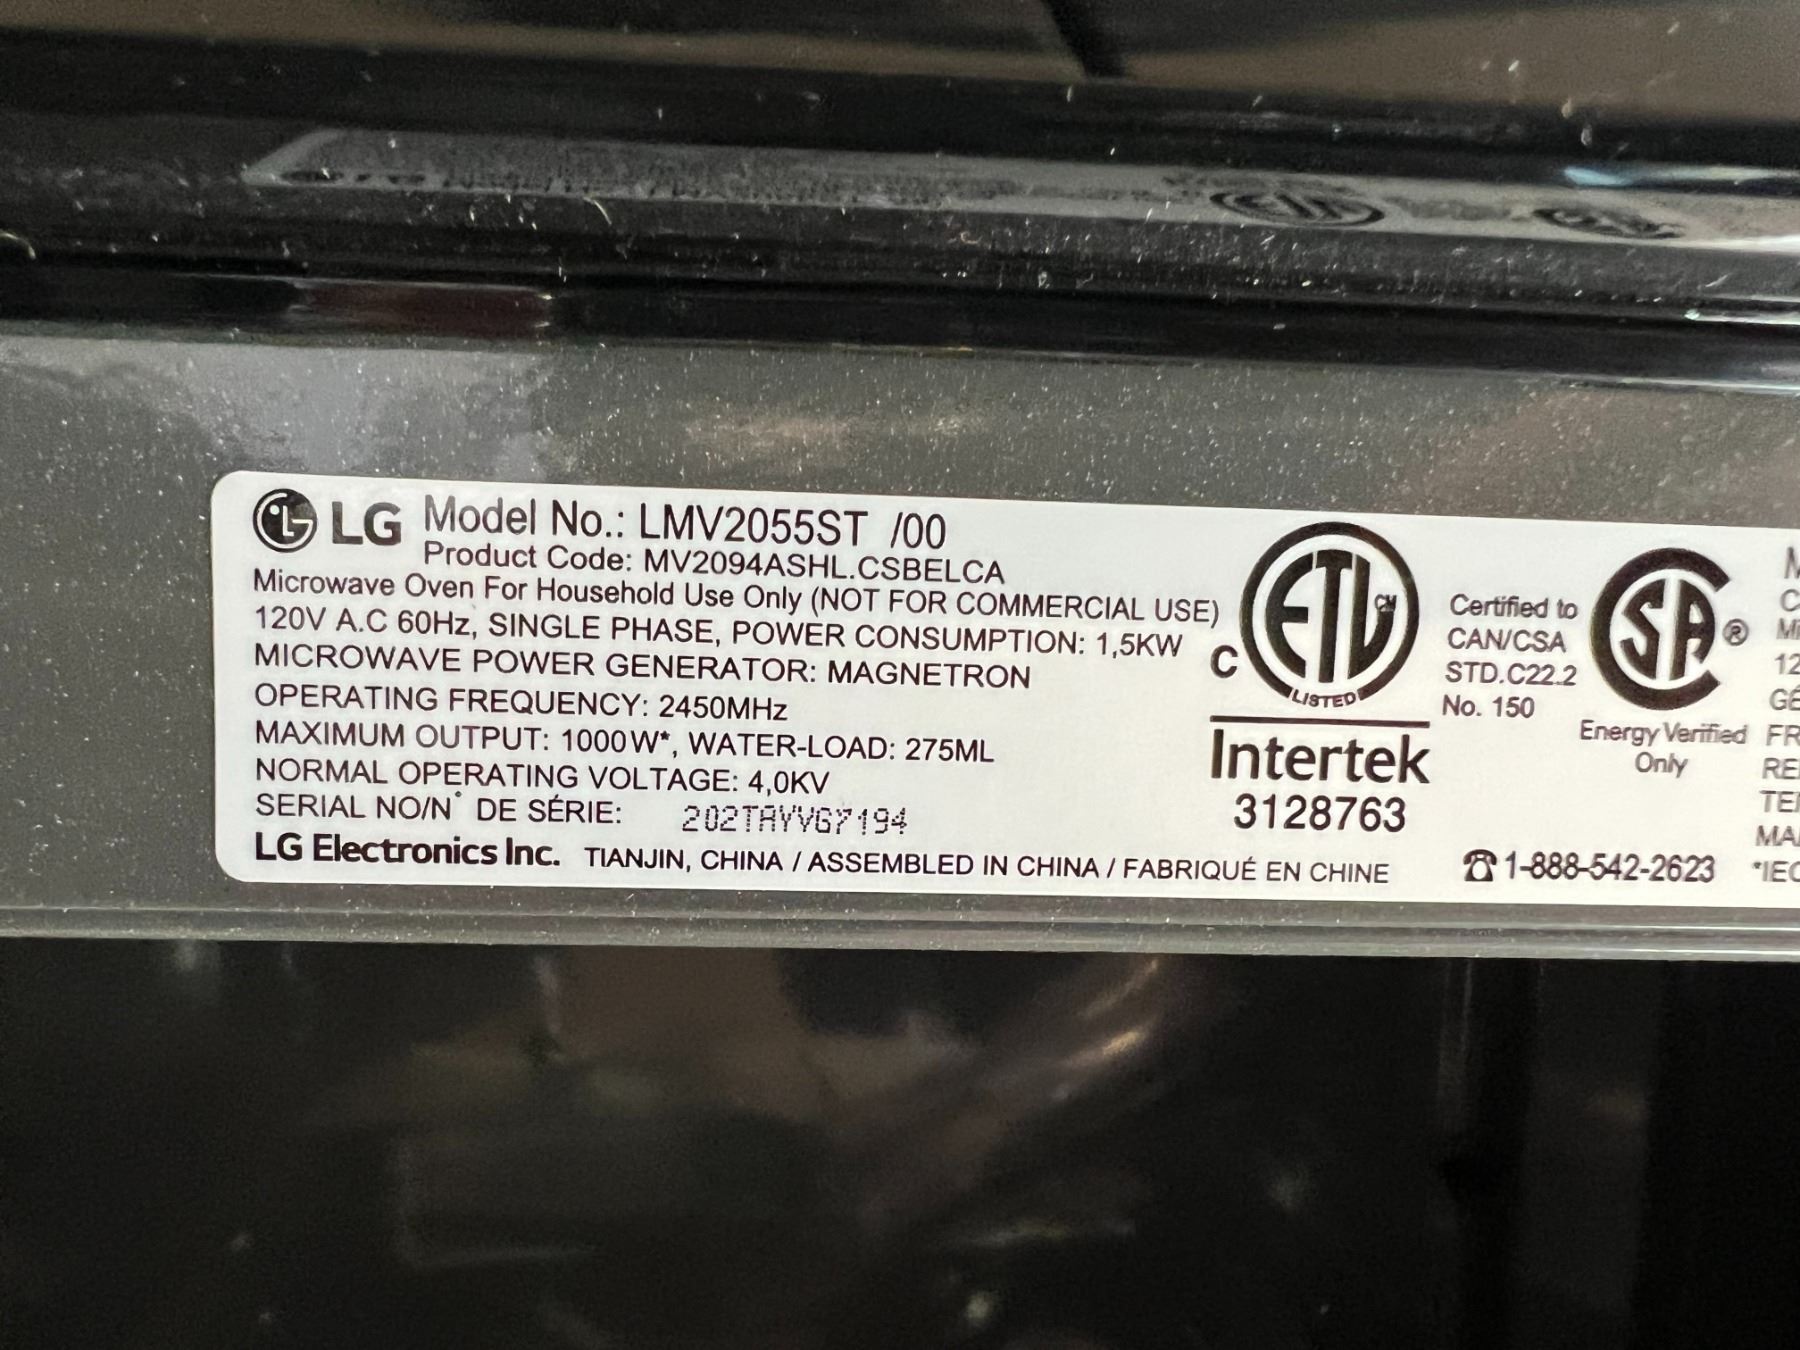 LG Model No.: LMV2055ST /00
Product Code: MV2094ASHL.CSBELCA
Microwave Oven For Household Use Only (NOT FOR COMMERCIAL USE)
120V A.C 60Hz, SINGLE PHASE, POWER CONSUMPTION: 1,5KW
MICROWAVE POWER GENERATOR: MAGNETRON
OPERATING FREQUENCY: 2450MHz
MAXIMUM OUTPUT: 1000W*, WATER-LOAD: 275ML
NORMAL OPERATING VOLTAGE: 4,0KV
SERIAL NO/N° DE SÉRIE: 202TAYVG7194
LG Electronics Inc. TIANJIN, CHINA / ASSEMBLED IN CHINA / FABRIQUÉ EN CHINE
C ETL CM
LISTED
Intertek
3128763
Certified to
CAN/CSA
STD.C22.2
No. 150
SA®
Energy Verified
Only
☎ 1-888-542-2623